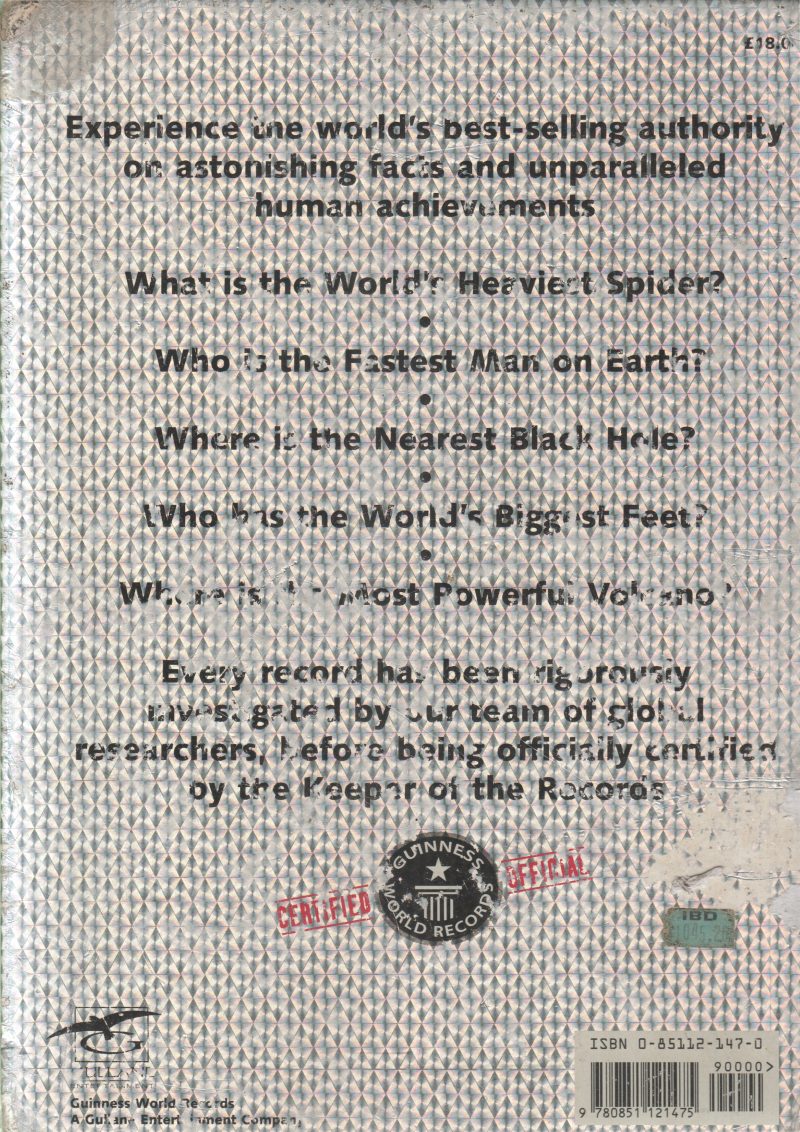 £18.0
Experience the world's best-selling authority
on astonishing facts and unparalleled
human achievements
What is the World's Heaviest Spider?
•
Who is the Fastest Man on Earth?
•
Where is the Nearest Black Hole?
•
Who has the World's Biggest Feet?
•
Where is the Most Powerful Volcano?
Every record has been rigorously
investigated by our team of global
researchers, before being officially certified
by the Keeper of the Records
CERTIFIED
GUINNESS
WORLD RECORDS
OFFICIAL
IBD
G
GULLANE
ENTERTAINMENT
Guinness World Records
A Gullane Entertainment Company
ISBN 0-85112-147-0
90000>
9 780851 121475